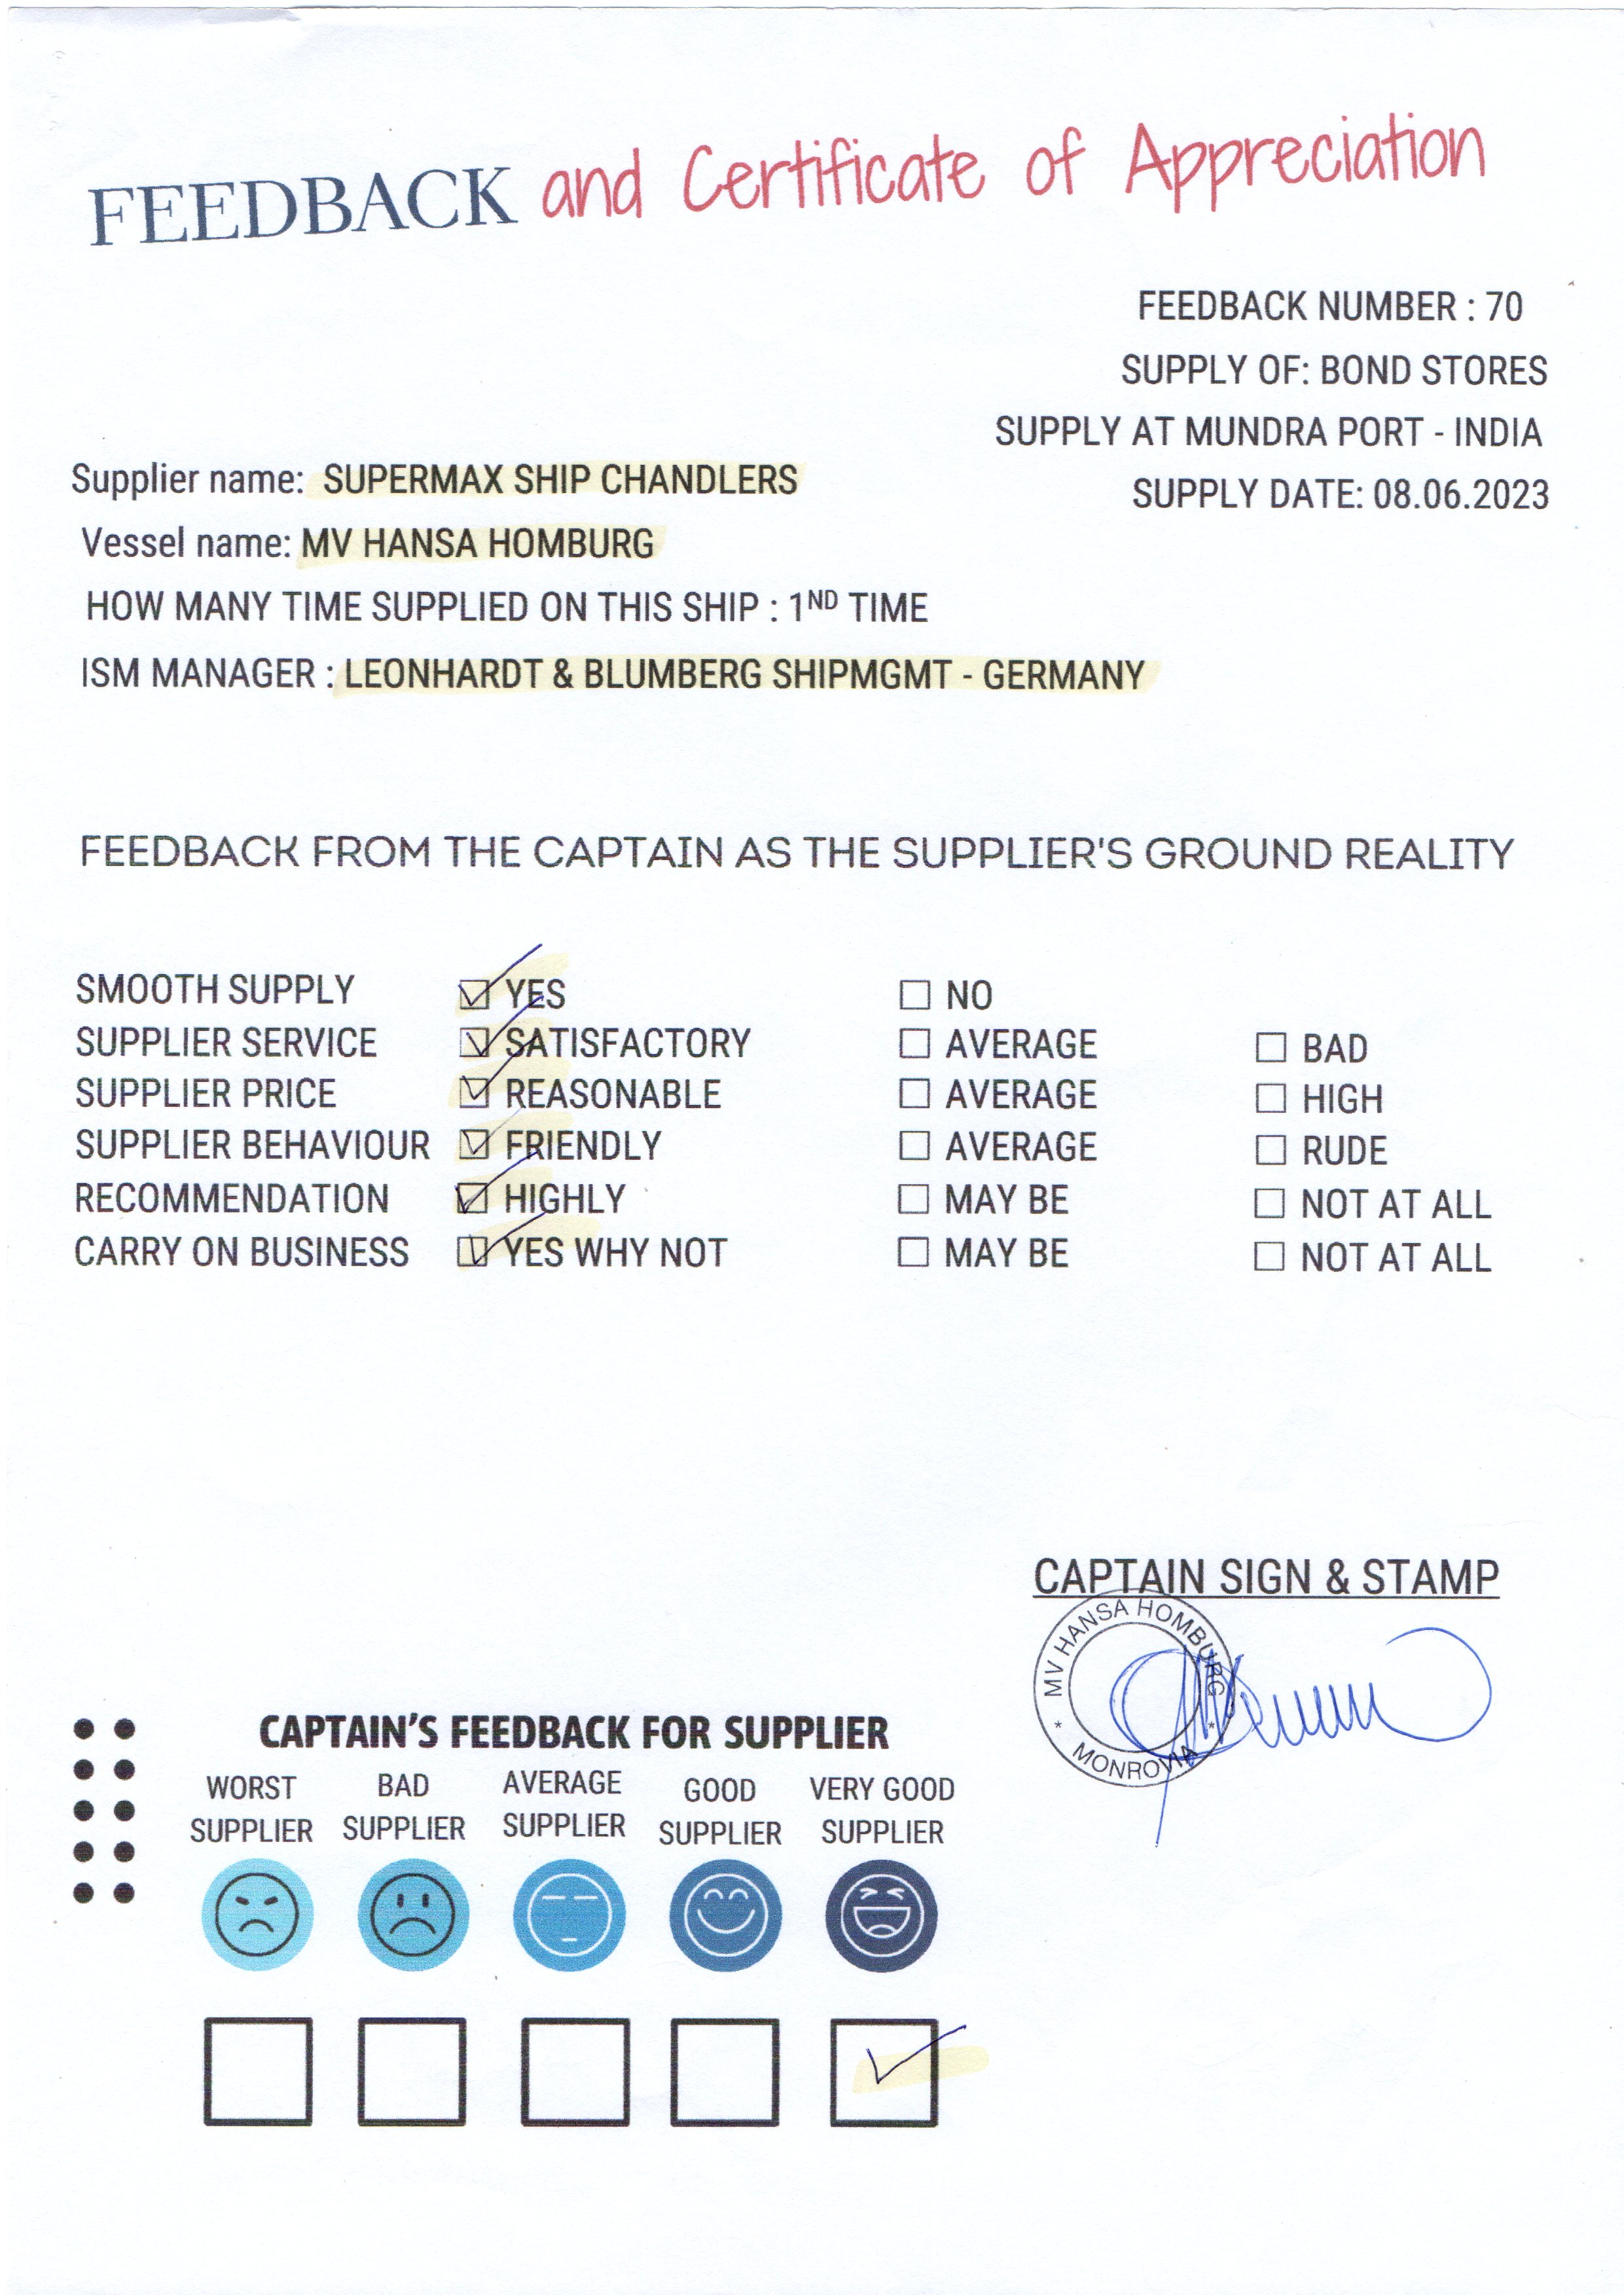 FEEDBACK and Certificate of Appreciation
FEEDBACK NUMBER : 70
SUPPLY OF: BOND STORES
SUPPLY AT MUNDRA PORT - INDIA
SUPPLY DATE: 08.06.2023
Supplier name: SUPERMAX SHIP CHANDLERS
Vessel name: MV HANSA HOMBURG
HOW MANY TIME SUPPLIED ON THIS SHIP : 1ND TIME
ISM MANAGER : LEONHARDT & BLUMBERG SHIPMGMT - GERMANY
FEEDBACK FROM THE CAPTAIN AS THE SUPPLIER'S GROUND REALITY
SMOOTH SUPPLY ☑ YES ☐ NO
SUPPLIER SERVICE ☑ SATISFACTORY ☐ AVERAGE ☐ BAD
SUPPLIER PRICE ☑ REASONABLE ☐ AVERAGE ☐ HIGH
SUPPLIER BEHAVIOUR ☑ FRIENDLY ☐ AVERAGE ☐ RUDE
RECOMMENDATION ☑ HIGHLY ☐ MAY BE ☐ NOT AT ALL
CARRY ON BUSINESS ☑ YES WHY NOT ☐ MAY BE ☐ NOT AT ALL
CAPTAIN SIGN & STAMP
MV HANSA HOMBURG
* MONROVIA *
CAPTAIN'S FEEDBACK FOR SUPPLIER
WORST SUPPLIER
BAD SUPPLIER
AVERAGE SUPPLIER
GOOD SUPPLIER
VERY GOOD SUPPLIER